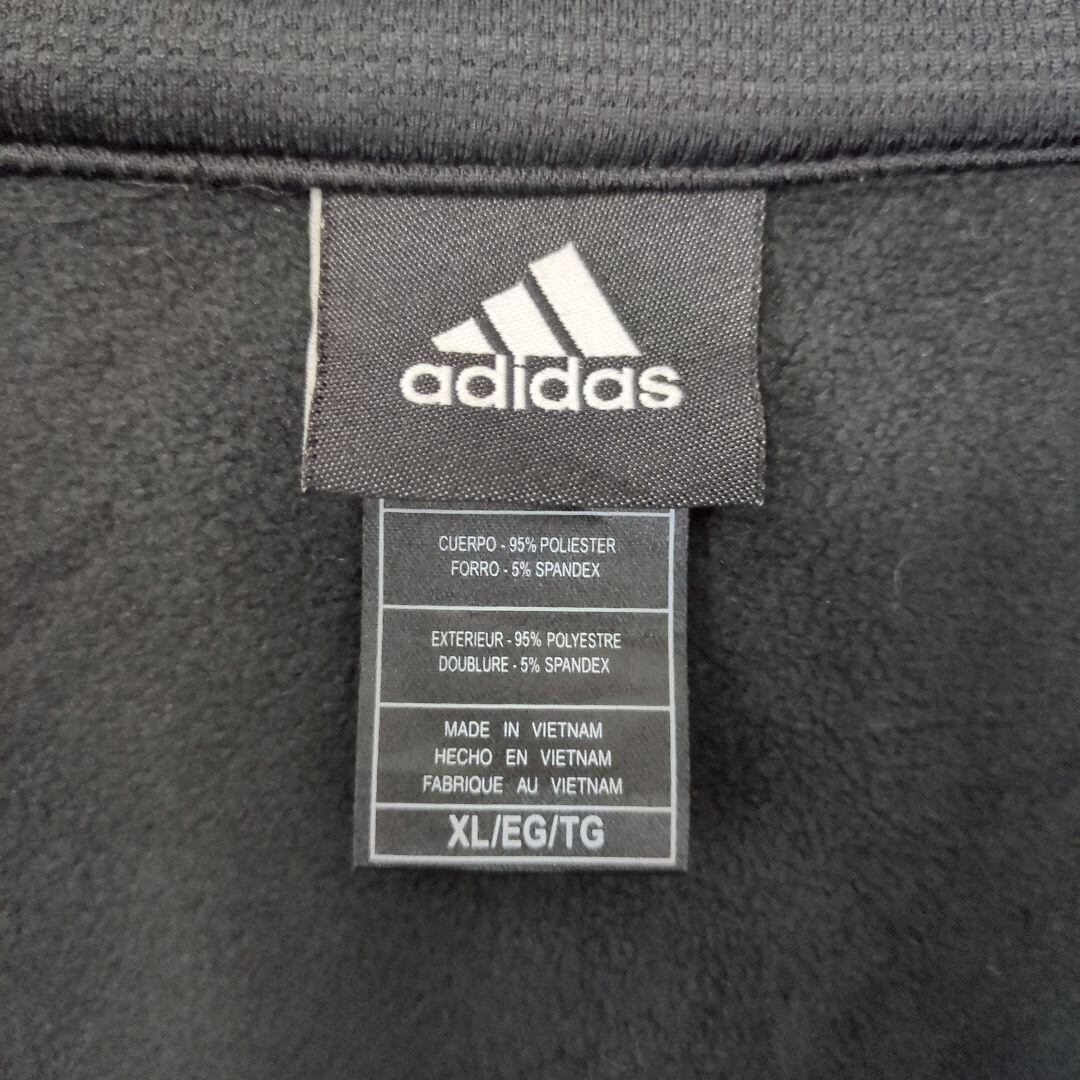 adidas
CUERPO - 95% POLIESTER
FORRO - 5% SPANDEX
EXTERIEUR - 95% POLYESTRE
DOUBLURE - 5% SPANDEX
MADE IN VIETNAM
HECHO EN VIETNAM
FABRIQUE AU VIETNAM
XL/EG/TG